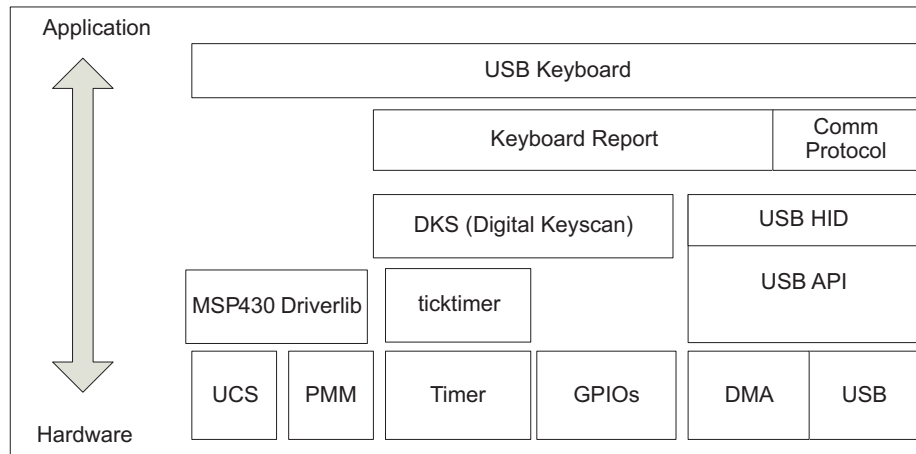 Application
USB Keyboard
Keyboard Report
Comm
Protocol
DKS (Digital Keyscan)
USB HID
USB API
MSP430 Driverlib
ticktimer
UCS
PMM
Timer
GPIOs
DMA
USB
Hardware